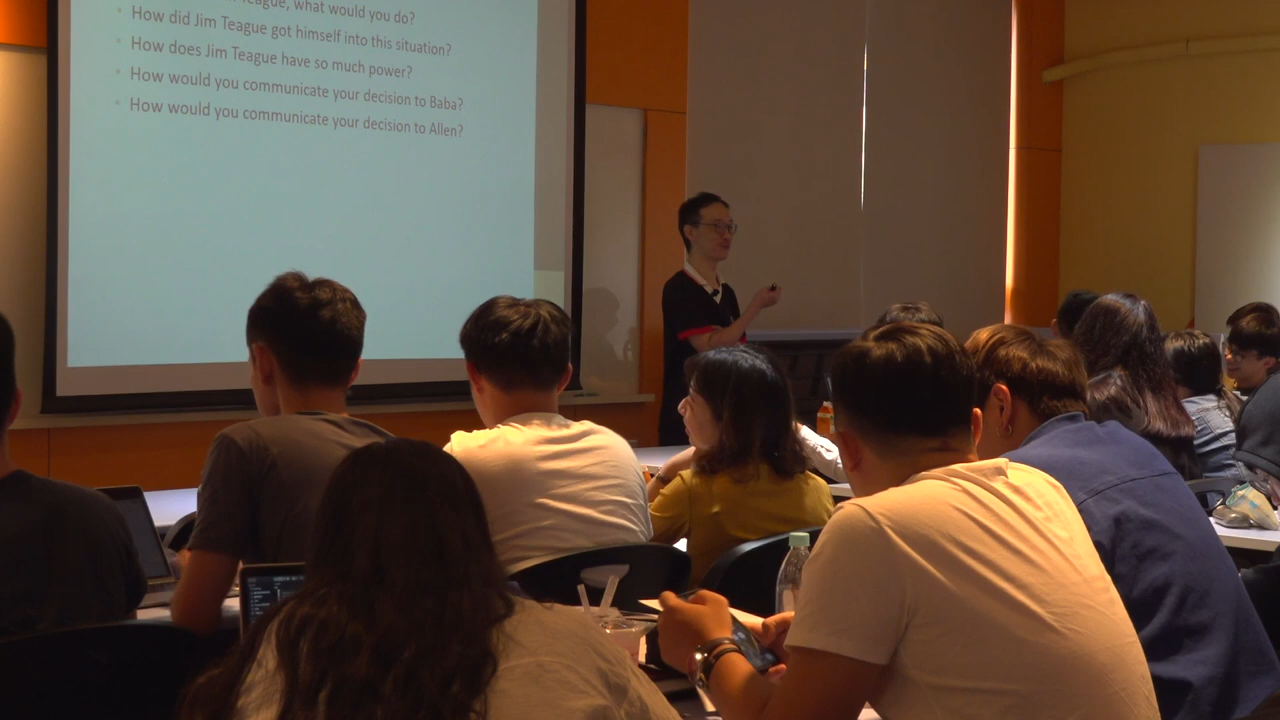 Teague, what would you do?
How did Jim Teague got himself into this situation?
How does Jim Teague have so much power?
How would you communicate your decision to Baba?
How would you communicate your decision to Allen?